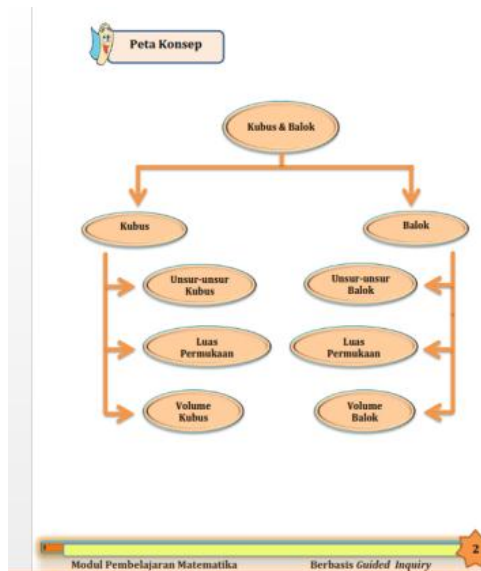 Peta Konsep
Kubus & Balok
Kubus
Balok
Unsur-unsur
Kubus
Unsur-unsur
Balok
Luas
Permukaan
Luas
Permukaan
Volume
Kubus
Volume
Balok
2
Modul Pembelajaran Matematika
Berbasis Guided Inquiry